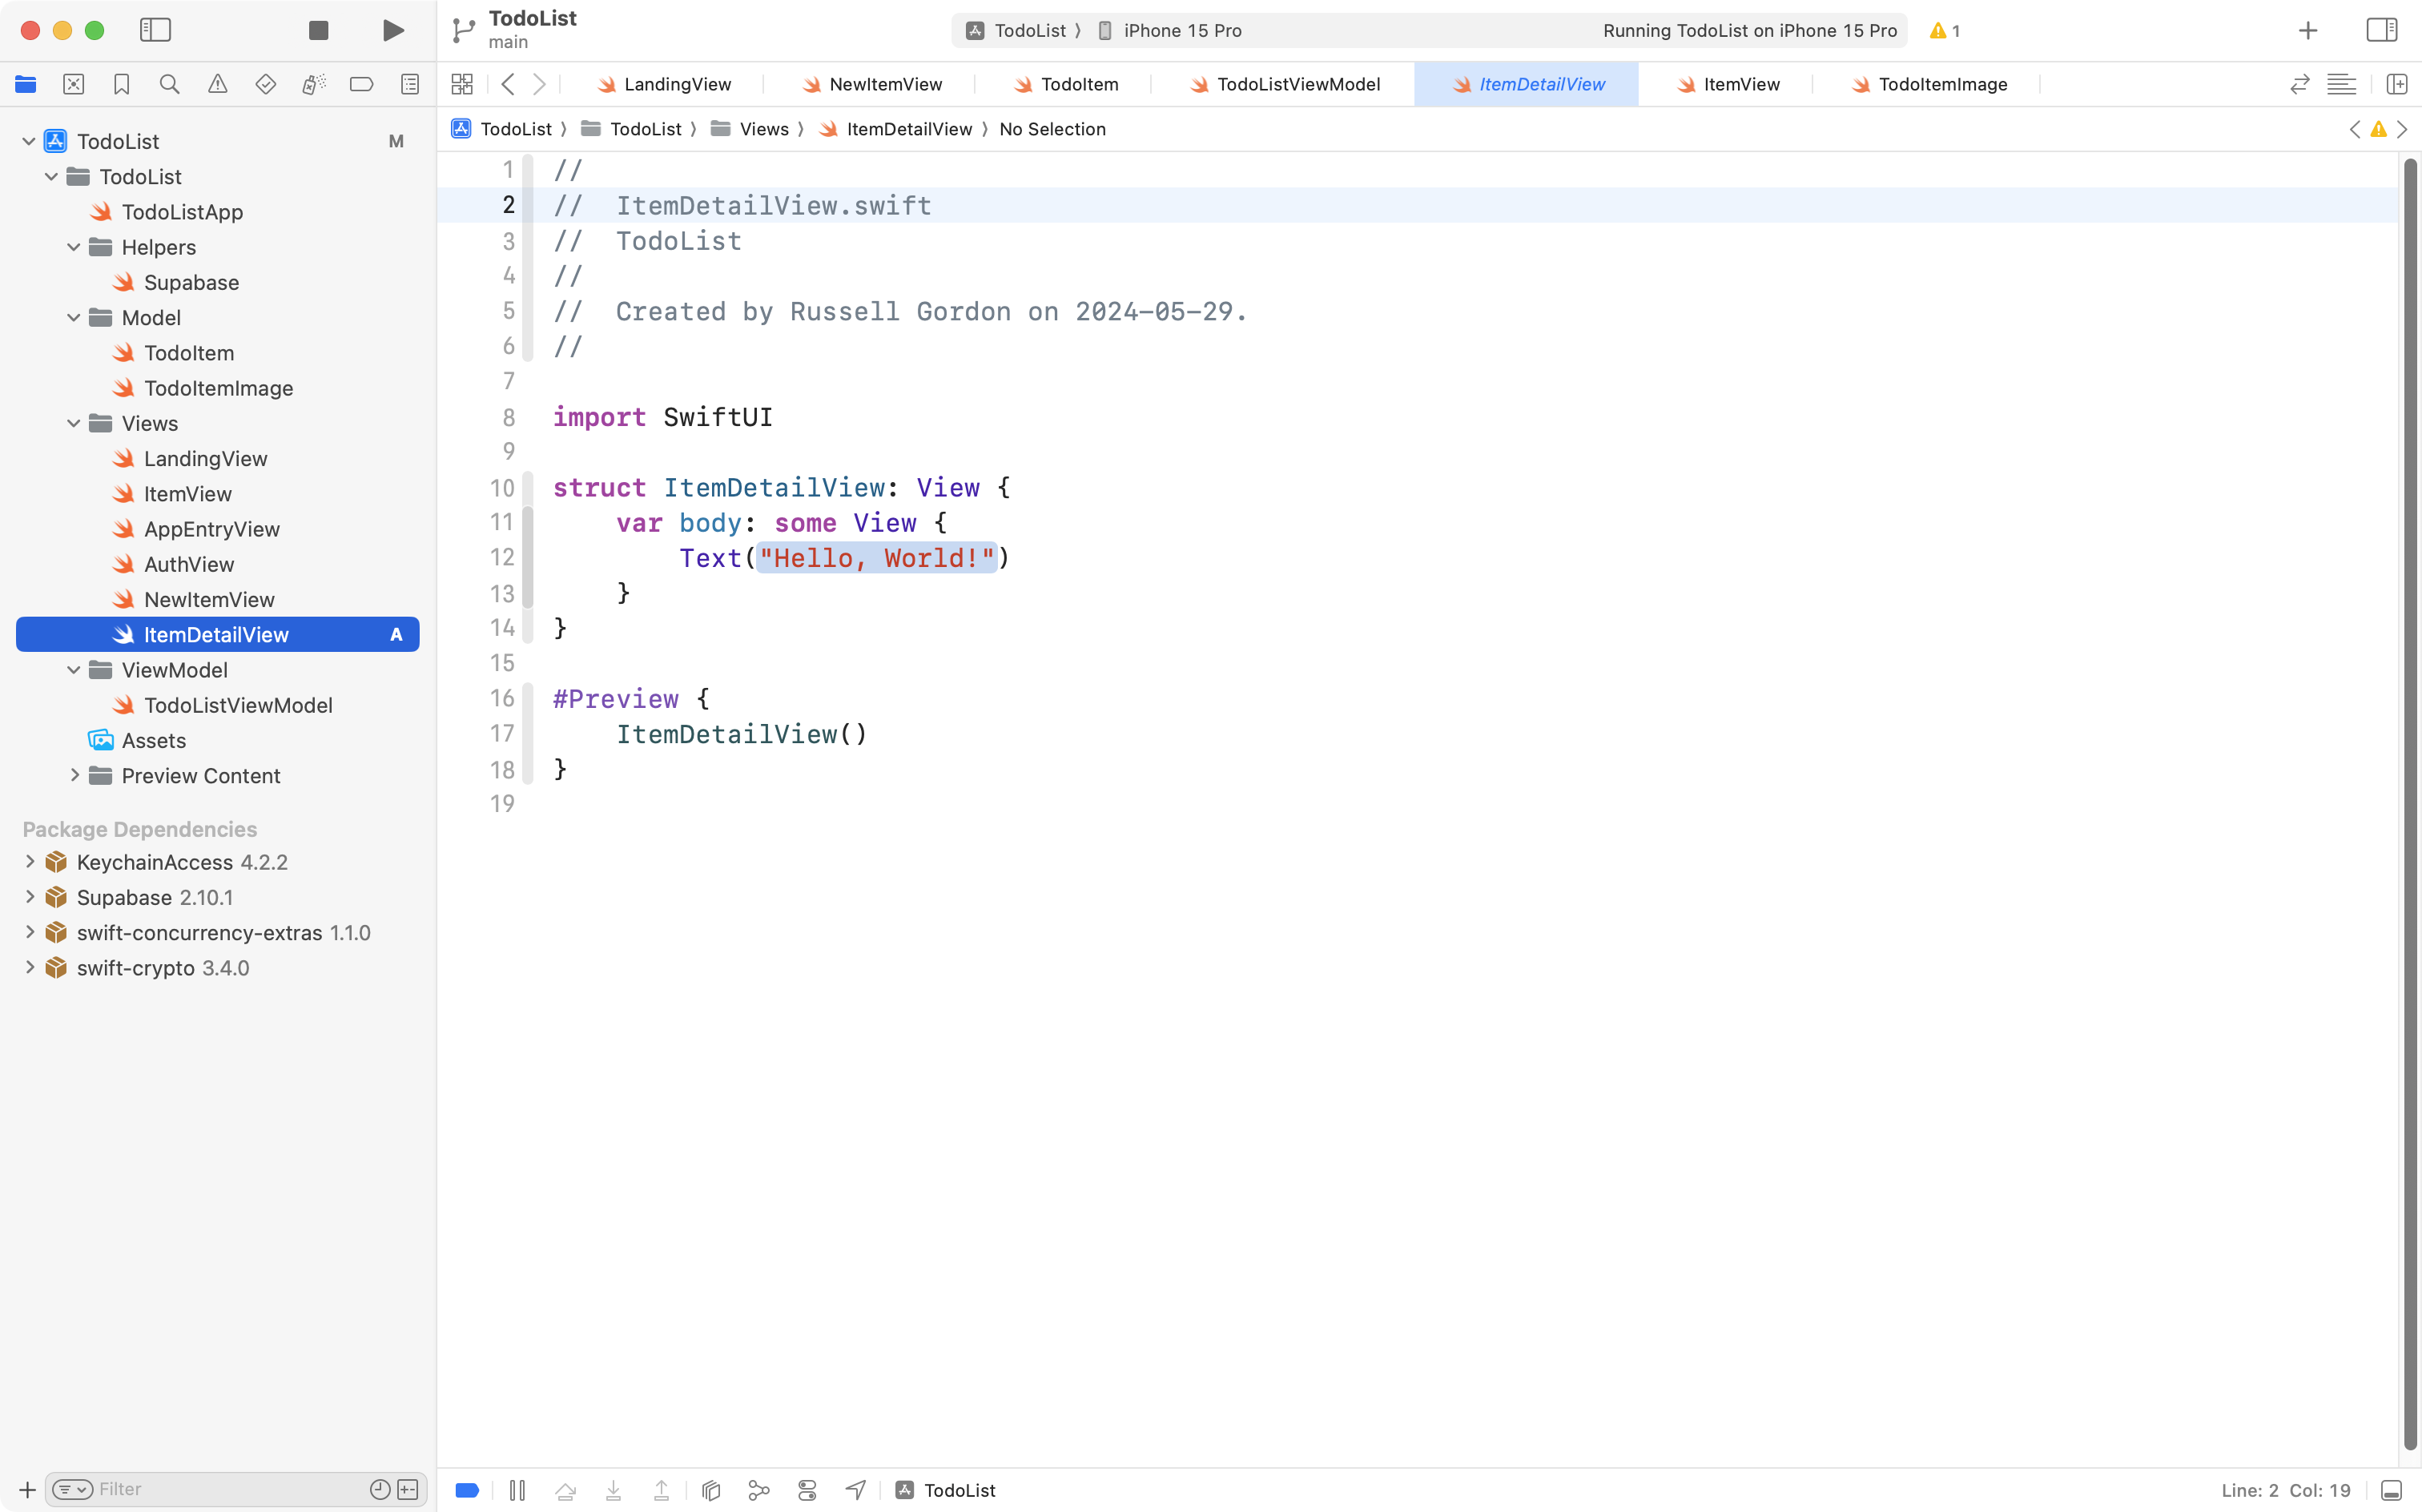 TodoList
main
TodoList 〉 iPhone 15 Pro
Running TodoList on iPhone 15 Pro
1
LandingView
NewItemView
TodoItem
TodoListViewModel
ItemDetailView
ItemView
TodoItemImage
TodoList 〉 TodoList 〉 Views 〉 ItemDetailView 〉 No Selection
TodoList M
TodoList
TodoListApp
Helpers
Supabase
Model
TodoItem
TodoItemImage
Views
LandingView
ItemView
AppEntryView
AuthView
NewItemView
ItemDetailView A
ViewModel
TodoListViewModel
Assets
Preview Content
Package Dependencies
KeychainAccess 4.2.2
Supabase 2.10.1
swift-concurrency-extras 1.1.0
swift-crypto 3.4.0
Filter
1 //
2 //  ItemDetailView.swift
3 //  TodoList
4 //
5 //  Created by Russell Gordon on 2024-05-29.
6 //
7
8 import SwiftUI
9
10 struct ItemDetailView: View {
11     var body: some View {
12         Text("Hello, World!")
13     }
14 }
15
16 #Preview {
17     ItemDetailView()
18 }
19
TodoList
Line: 2 Col: 19